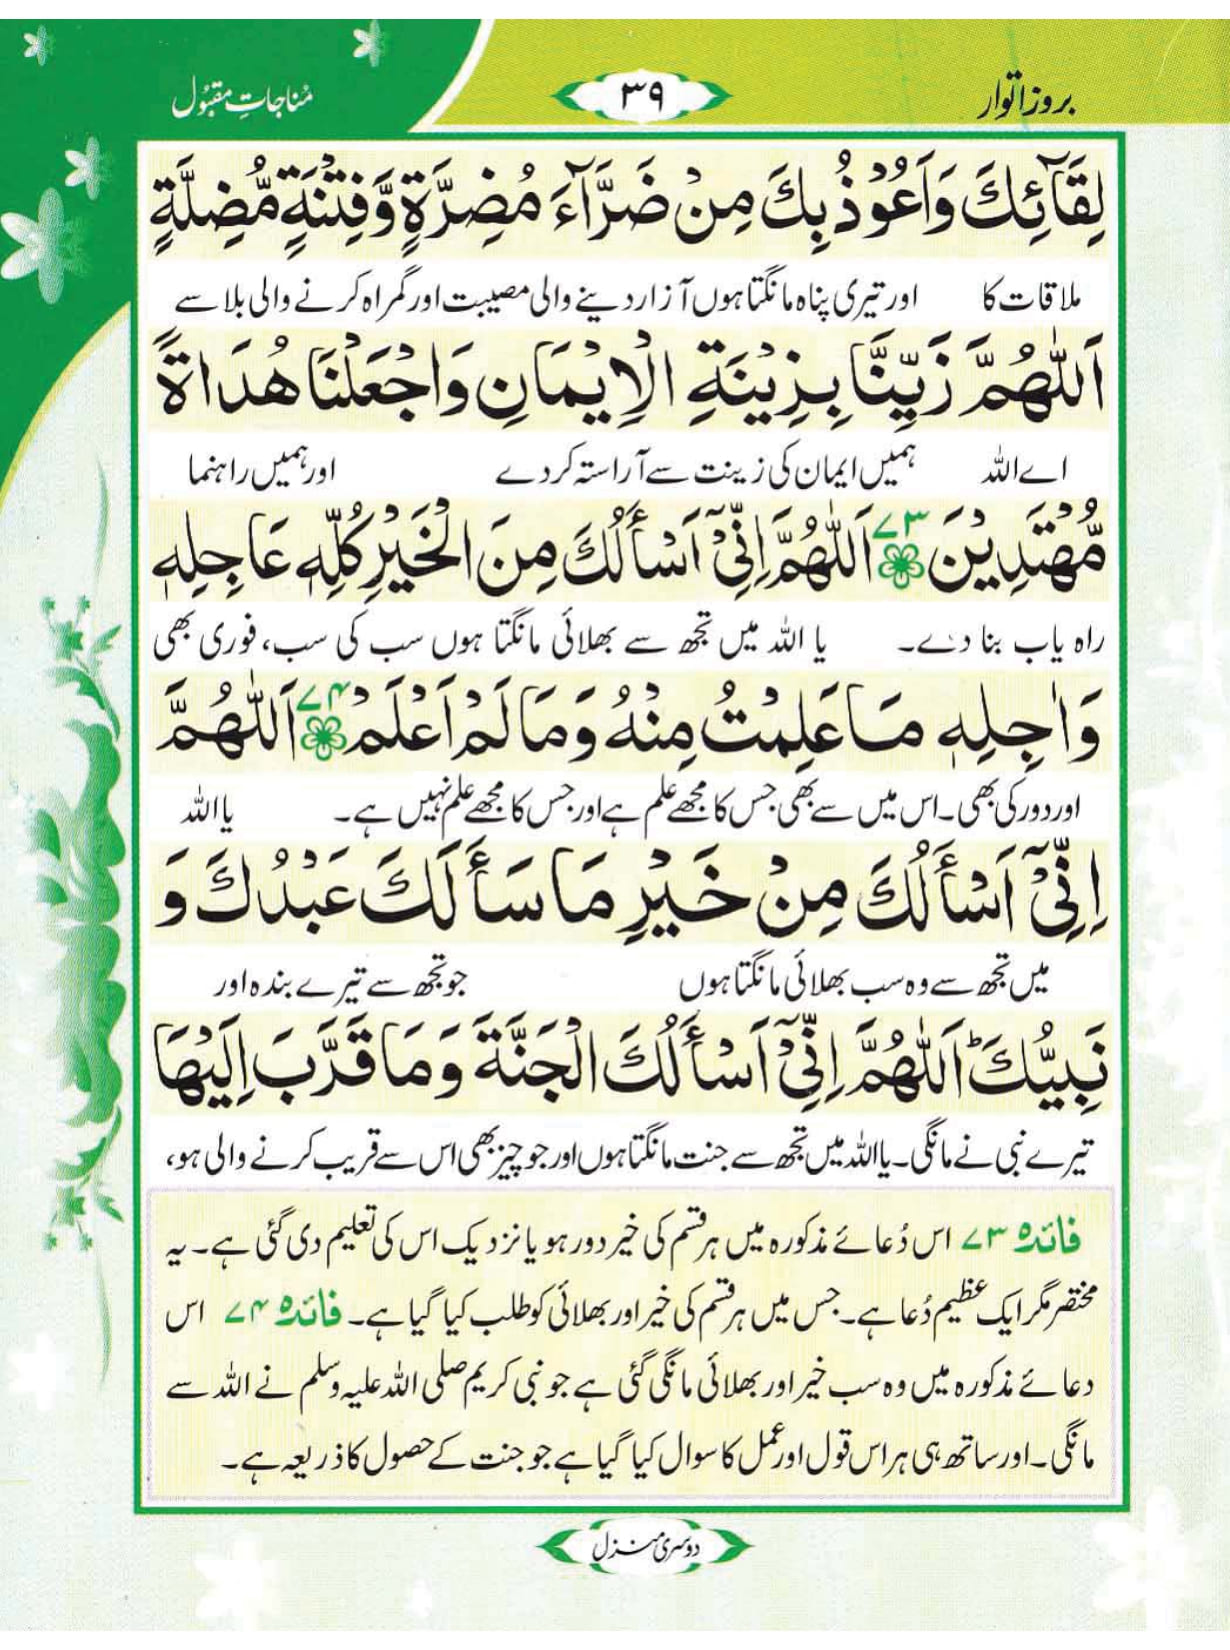 بروز اتوار ۳۹ مُناجاتِ مقبُول
لِقَآئِكَ وَاَعُوْذُ بِكَ مِنْ ضَرَّآءَ مُضِرَّةٍ وَّفِتْنَةٍ مُّضِلَّةٍ
ملاقات کا اور تیری پناہ مانگتا ہوں آزار دینے والی مصیبت اور گمراہ کرنے والی بلا سے
اَللّٰهُمَّ زَيِّنَّا بِزِيْنَةِ الْاِيْمَانِ وَاجْعَلْنَا هُدَاةً
اے اللہ ہمیں ایمان کی زینت سے آراستہ کردے اور ہمیں راہنما
مُّهْتَدِيْنَ ۷۳ اَللّٰهُمَّ اِنِّیْٓ اَسْأَلُكَ مِنَ الْخَيْرِ كُلِّهٖ عَاجِلِهٖ
راہ یاب بنا دے۔ یا اللہ میں تجھ سے بھلائی مانگتا ہوں سب کی سب، فوری بھی
وَاٰجِلِهٖ مَا عَلِمْتُ مِنْهُ وَمَا لَمْ اَعْلَمْ ۷۴ اَللّٰهُمَّ
اور دور کی بھی۔ اس میں سے بھی جس کا مجھے علم ہے اور جس کا مجھے علم نہیں ہے۔ یا اللہ
اِنِّیْٓ اَسْأَلُكَ مِنْ خَيْرِ مَا سَأَلَكَ عَبْدُكَ وَ
میں تجھ سے وہ سب بھلائی مانگتا ہوں جو تجھ سے تیرے بندہ اور
نَبِيُّكَ ؕ اَللّٰهُمَّ اِنِّیْٓ اَسْأَلُكَ الْجَنَّةَ وَمَا قَرَّبَ اِلَيْهَا
تیرے نبی نے مانگی۔ یا اللہ میں تجھ سے جنت مانگتا ہوں اور جو چیز بھی اس سے قریب کرنے والی ہو،
فائدہ ۷۳ اس دُعائے مذکورہ میں ہر قسم کی خیر دور ہو یا نزدیک اس کی تعلیم دی گئی ہے۔ یہ
مختصر مگر ایک عظیم دُعا ہے۔ جس میں ہر قسم کی خیر اور بھلائی کو طلب کیا گیا ہے۔ فائدہ ۷۴ اس
دعائے مذکورہ میں وہ سب خیر اور بھلائی مانگی گئی ہے جو نبی کریم صلی اللہ علیہ وسلم نے اللہ سے
مانگی۔ اور ساتھ ہی ہر اس قول اور عمل کا سوال کیا گیا ہے جو جنت کے حصول کا ذریعہ ہے۔
دوسری منزل